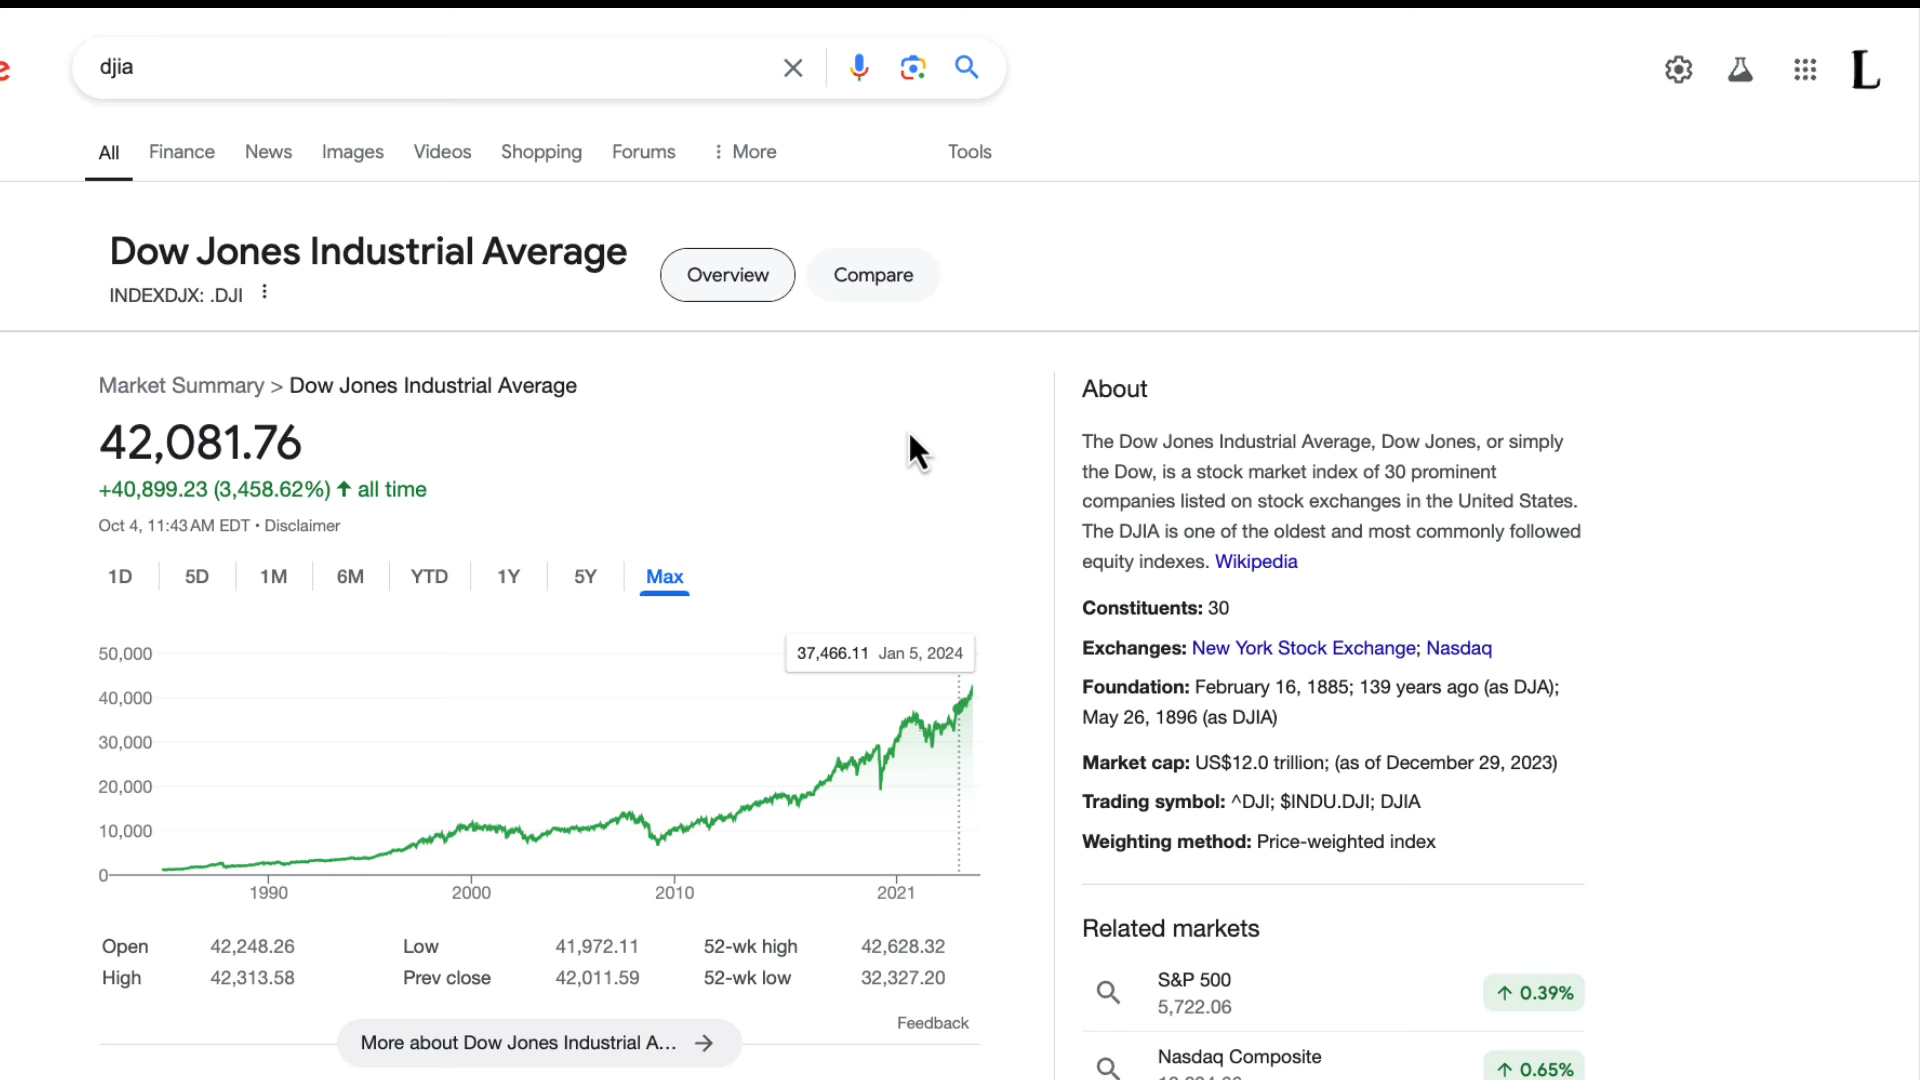 djia
L
All Finance News Images Videos Shopping Forums More Tools
Dow Jones Industrial Average
INDEXDJX: .DJI
Overview Compare
Market Summary > Dow Jones Industrial Average
42,081.76
+40,899.23 (3,458.62%) ↑ all time
Oct 4, 11:43 AM EDT • Disclaimer
1D 5D 1M 6M YTD 1Y 5Y Max
37,466.11 Jan 5, 2024
50,000
40,000
30,000
20,000
10,000
0
1990 2000 2010 2021
Open 42,248.26 Low 41,972.11 52-wk high 42,628.32
High 42,313.58 Prev close 42,011.59 52-wk low 32,327.20
Feedback
More about Dow Jones Industrial A... →
About
The Dow Jones Industrial Average, Dow Jones, or simply
the Dow, is a stock market index of 30 prominent
companies listed on stock exchanges in the United States.
The DJIA is one of the oldest and most commonly followed
equity indexes. Wikipedia
Constituents: 30
Exchanges: New York Stock Exchange; Nasdaq
Foundation: February 16, 1885; 139 years ago (as DJA);
May 26, 1896 (as DJIA)
Market cap: US$12.0 trillion; (as of December 29, 2023)
Trading symbol: ^DJI; $INDU.DJI; DJIA
Weighting method: Price-weighted index
Related markets
S&P 500
5,722.06
↑ 0.39%
Nasdaq Composite
↑ 0.65%